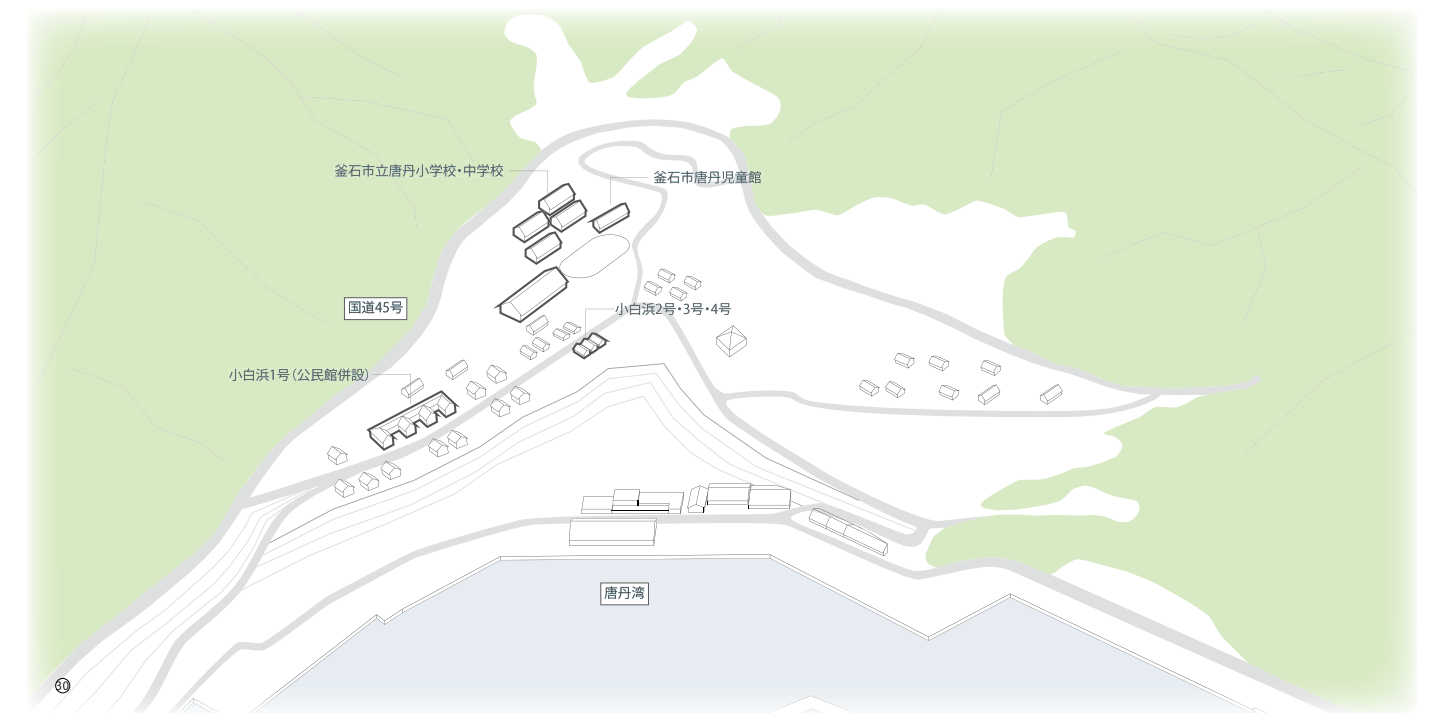 釜石市立唐丹小学校・中学校
釜石市唐丹児童館
国道45号
小白浜2号・3号・4号
小白浜1号（公民館併設）
唐丹湾
30